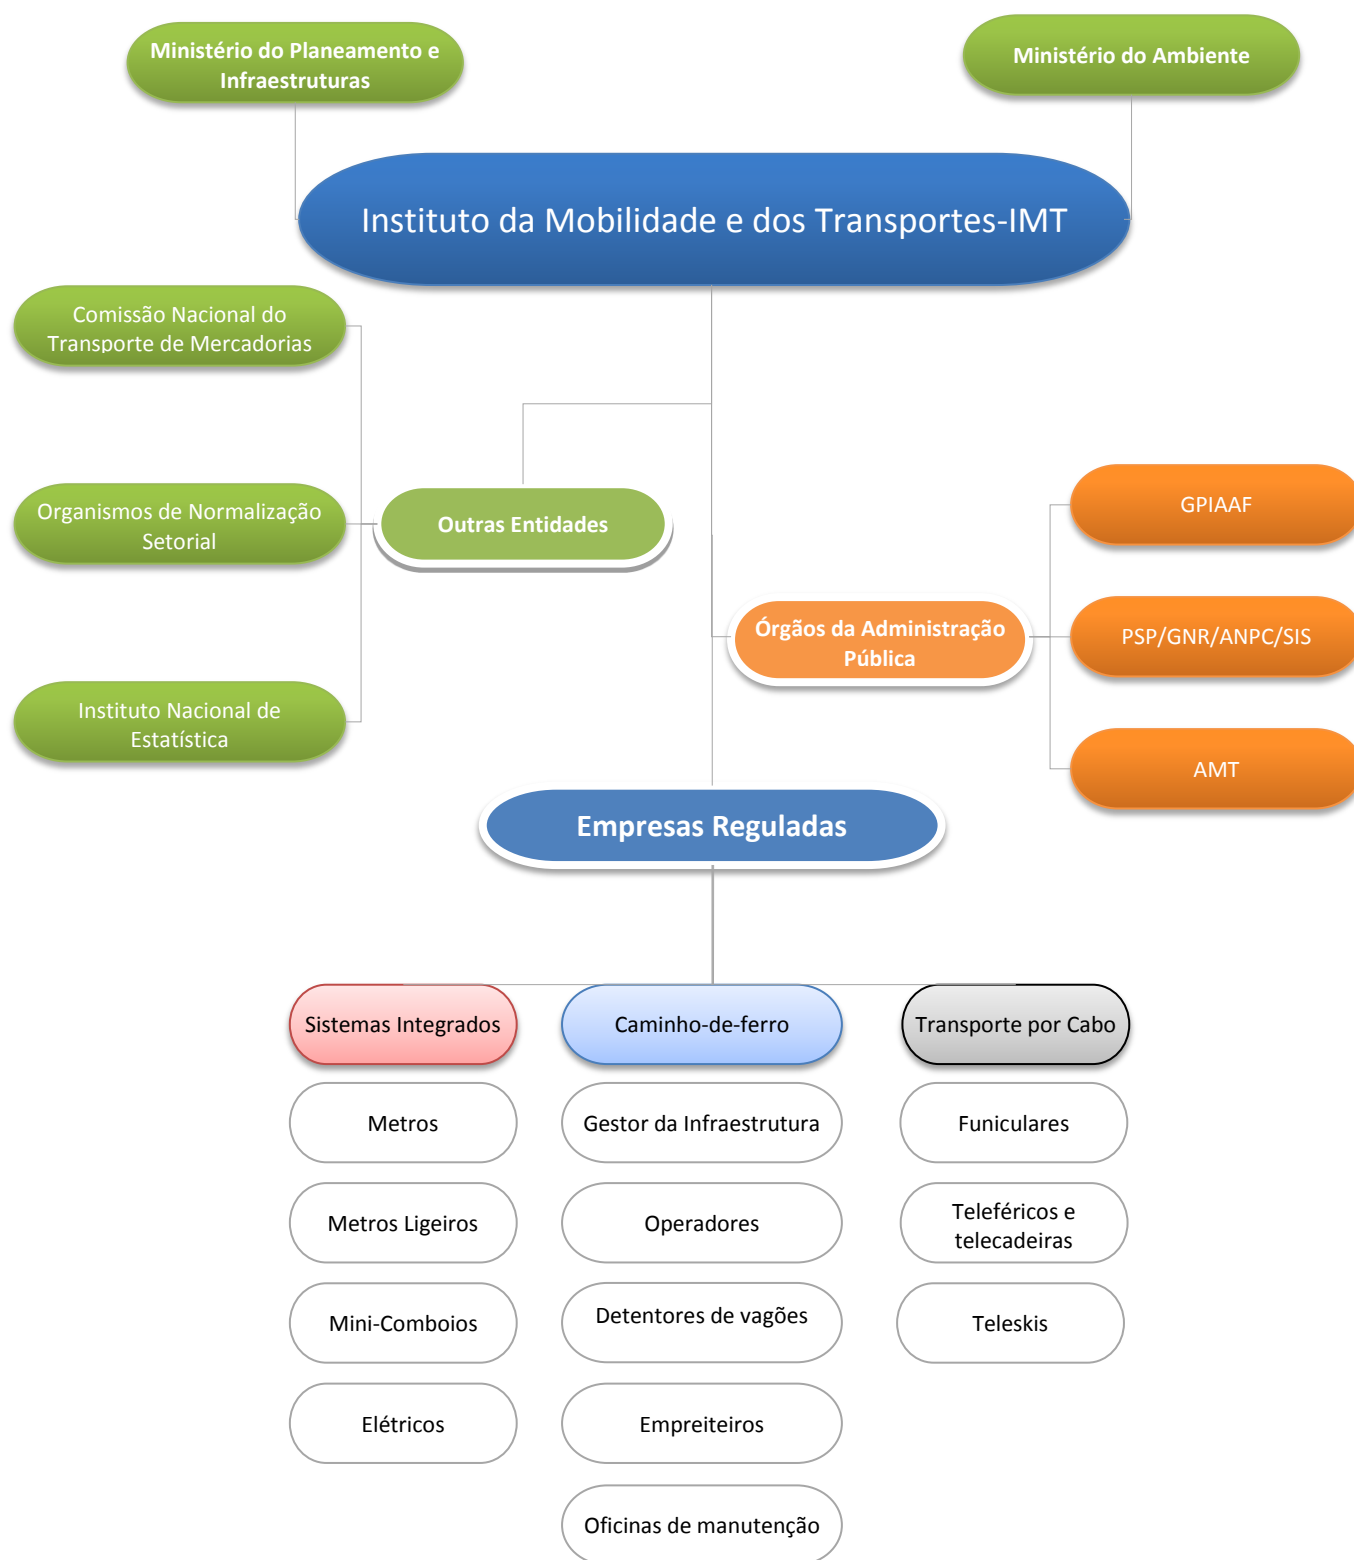 Ministério do Planeamento e
Infraestruturas
Ministério do Ambiente
Instituto da Mobilidade e dos Transportes-IMT
Comissão Nacional do
Transporte de Mercadorias
Organismos de Normalização
Setorial
Outras Entidades
GPIAAF
Órgãos da Administração
Pública
PSP/GNR/ANPC/SIS
Instituto Nacional de
Estatística
AMT
Empresas Reguladas
Sistemas Integrados
Caminho-de-ferro
Transporte por Cabo
Metros
Gestor da Infraestrutura
Funiculares
Metros Ligeiros
Operadores
Teleféricos e
telecadeiras
Mini-Comboios
Detentores de vagões
Teleskis
Elétricos
Empreiteiros
Oficinas de manutenção